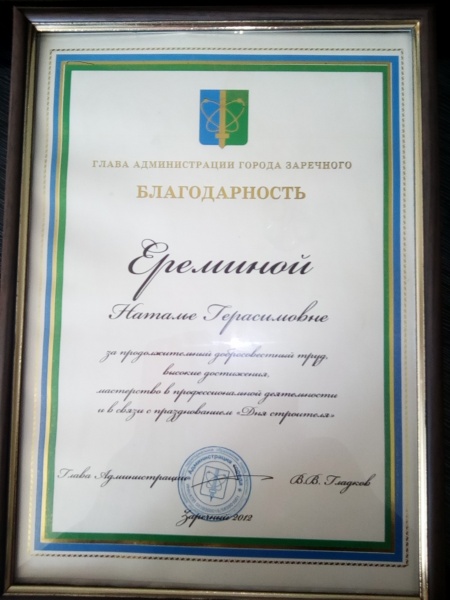 ГЛАВА АДМИНИСТРАЦИИ ГОРОДА ЗАРЕЧНОГО
БЛАГОДАРНОСТЬ
Ереминой
Наталье Герасимовне
за продолжительный добросовестный труд,
высокие достижения,
мастерство в профессиональной деятельности
и в связи с празднованием «Дня строителя»
Глава Администрации В.В. Гладков
Заречный 2012